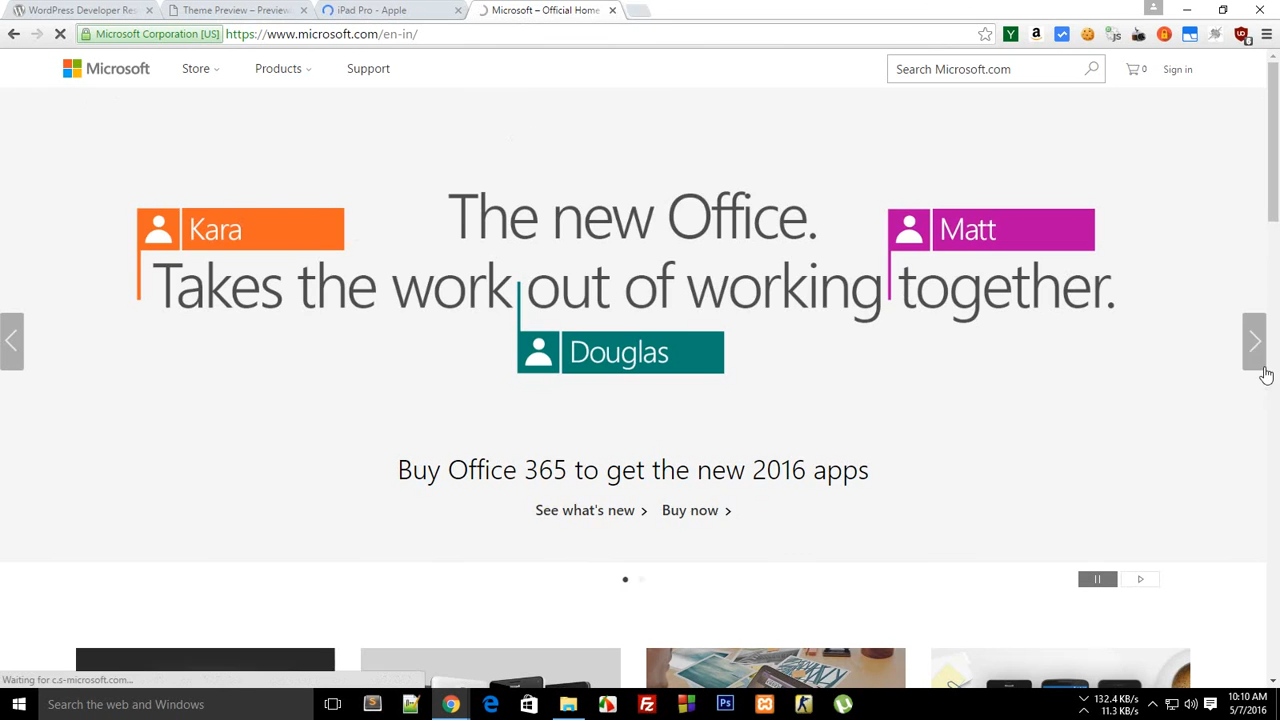 WordPress Developer Res
Theme Preview – Preview
iPad Pro - Apple
Microsoft – Official Home
Microsoft Corporation [US]
https://www.microsoft.com/en-in/
Microsoft
Store
Products
Support
Search Microsoft.com
0
Sign in
Kara
The new Office.
Matt
Takes the work out of working together.
Douglas
Buy Office 365 to get the new 2016 apps
See what's new
Buy now
Waiting for c.s-microsoft.com...
Search the web and Windows
132.4 KB/s
11.3 KB/s
10:10 AM
5/7/2016